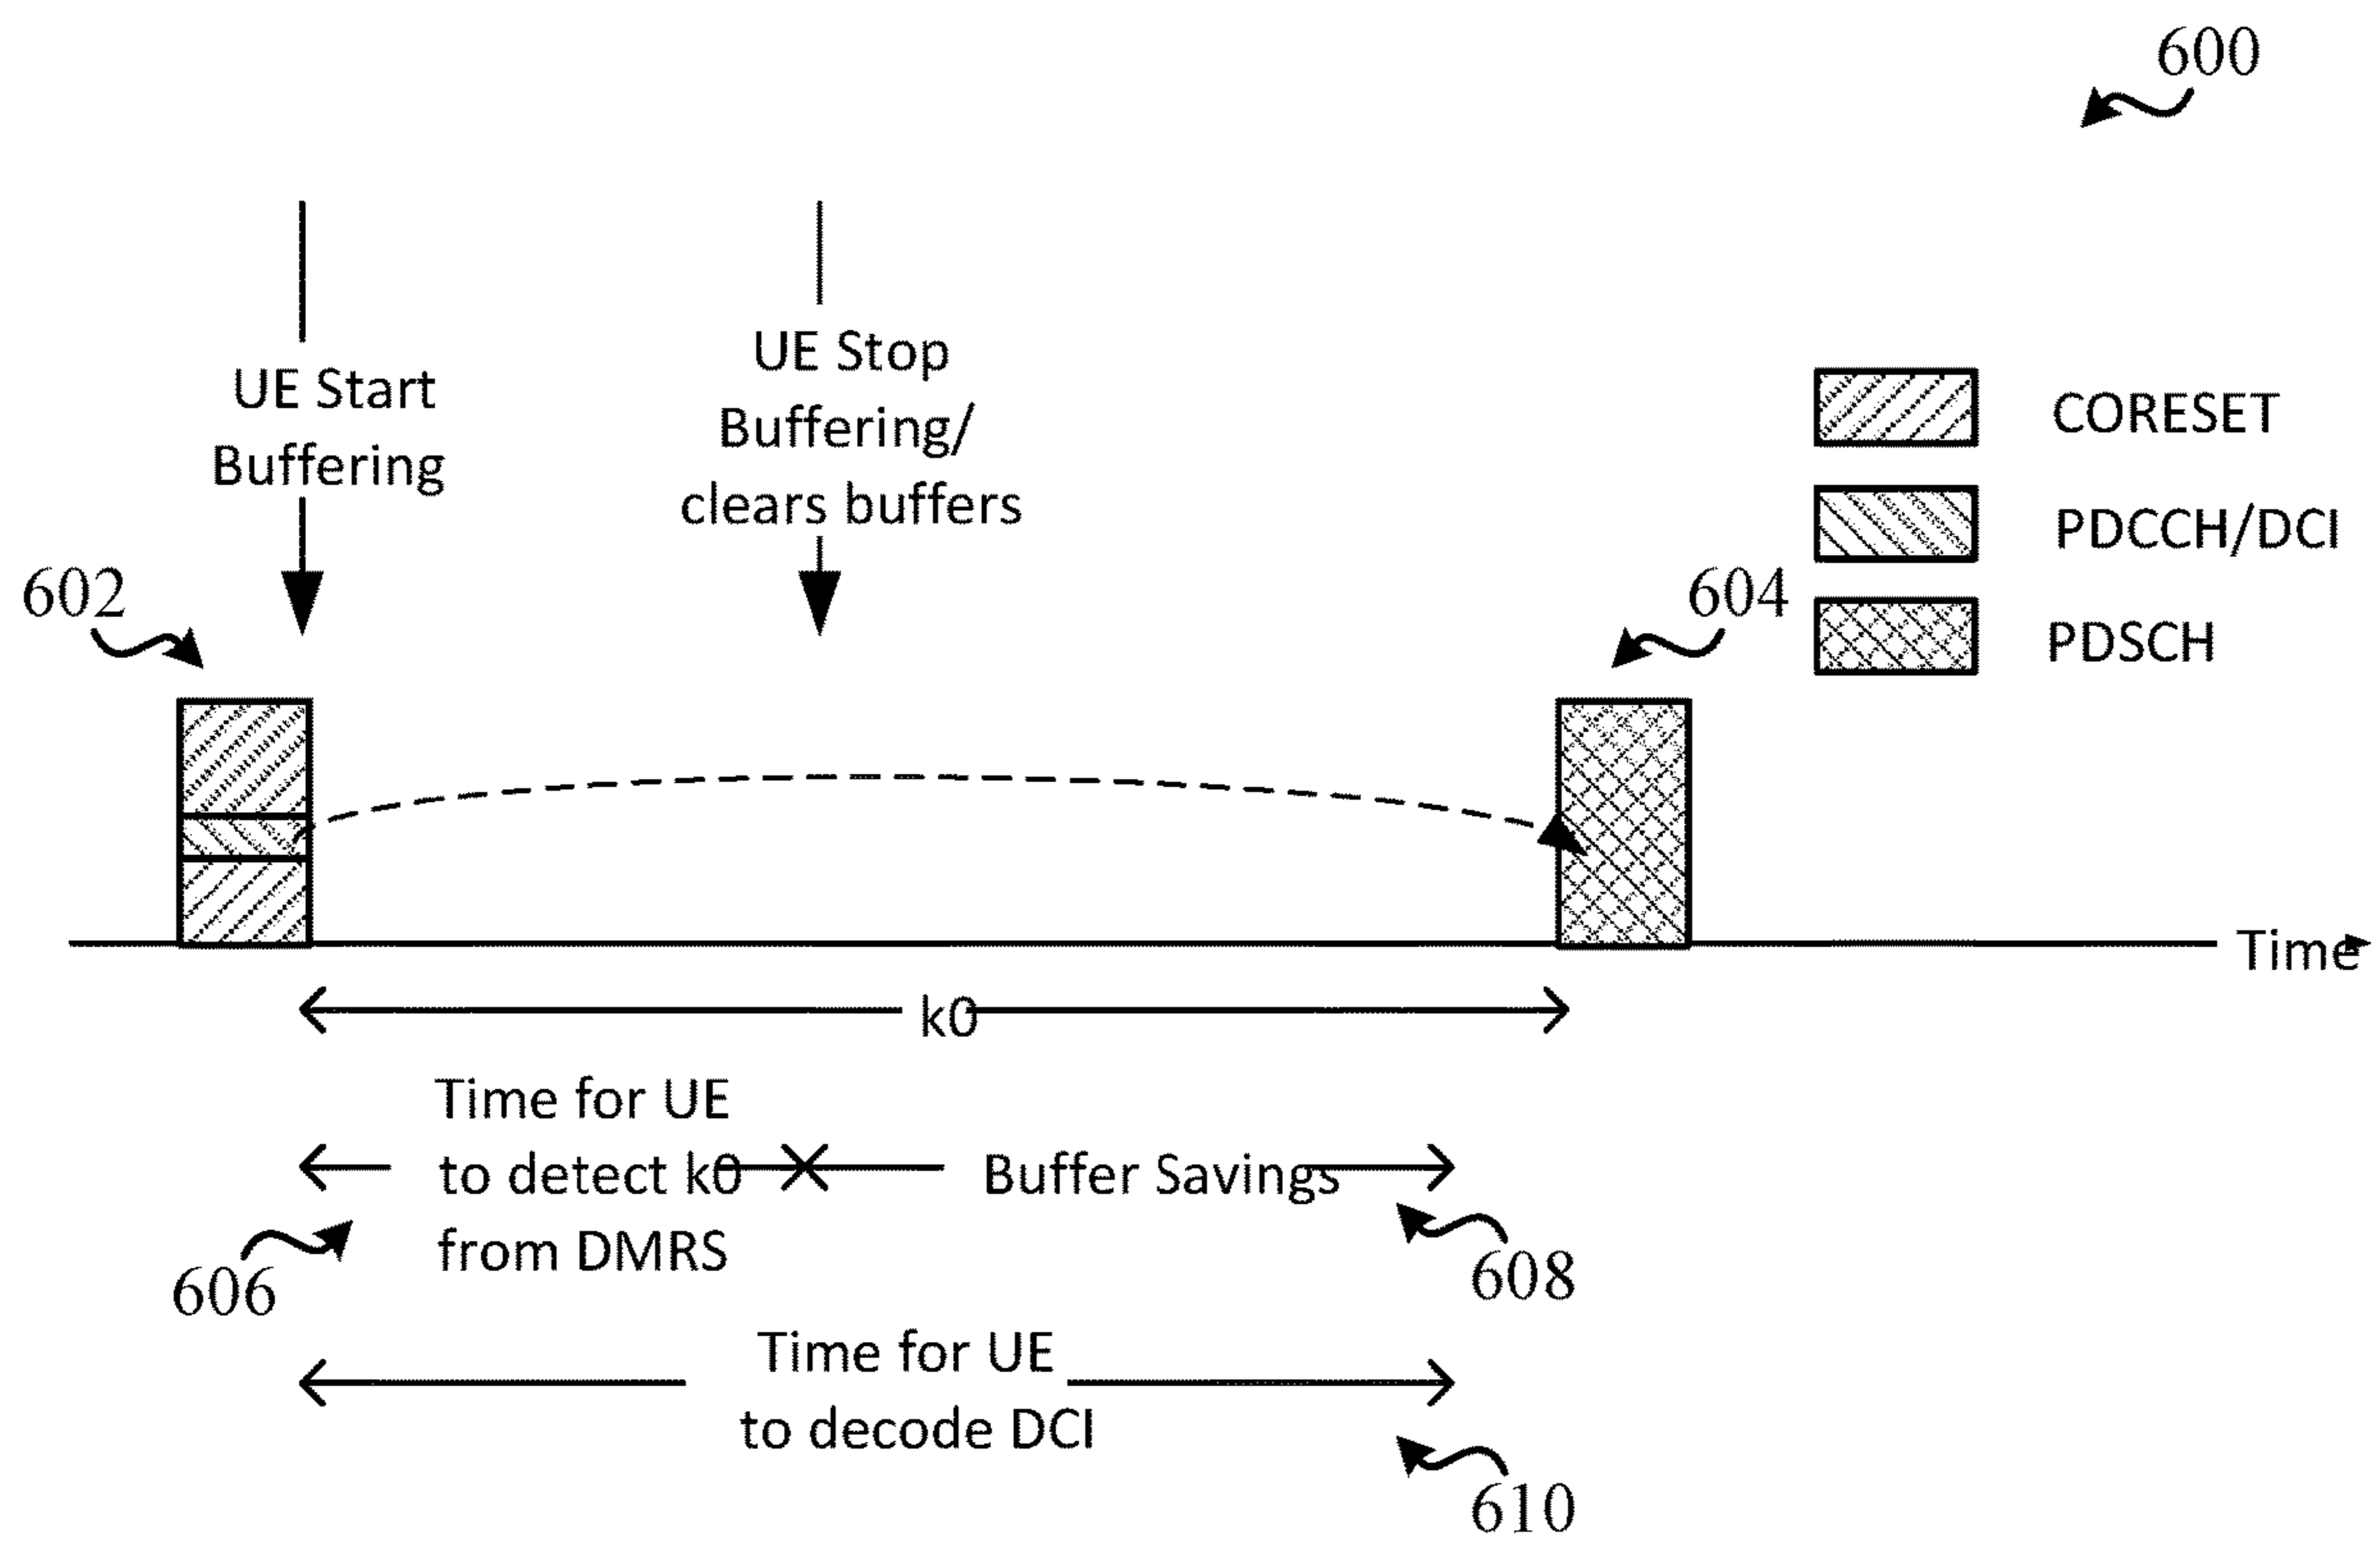 600
UE Start
Buffering
UE Stop
Buffering/
clears buffers
CORESET
PDCCH/DCI
PDSCH
602
604
Time
k0
Time for UE
to detect k0
from DMRS
Buffer Savings
606
608
Time for UE
to decode DCI
610